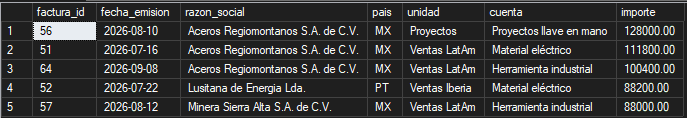 factura_id fecha_emision razon_social pais unidad cuenta importe
1 56 2026-08-10 Aceros Regiomontanos S.A. de C.V. MX Proyectos Proyectos llave en mano 128000.00
2 51 2026-07-16 Aceros Regiomontanos S.A. de C.V. MX Ventas LatAm Material eléctrico 111800.00
3 64 2026-09-08 Aceros Regiomontanos S.A. de C.V. MX Ventas LatAm Herramienta industrial 100400.00
4 52 2026-07-22 Lusitana de Energia Lda. PT Ventas Iberia Material eléctrico 88200.00
5 57 2026-08-12 Minera Sierra Alta S.A. de C.V. MX Ventas LatAm Herramienta industrial 88000.00